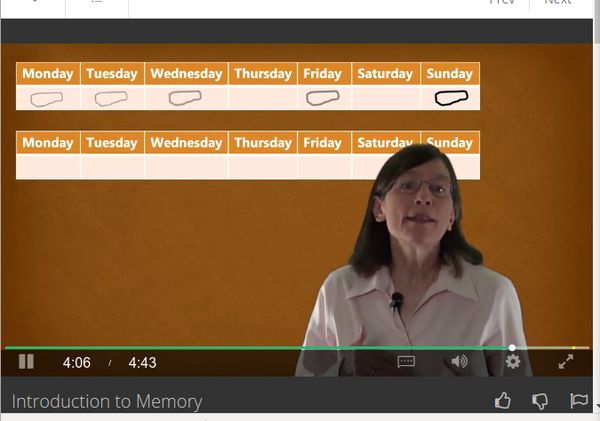 Prev Next
Monday Tuesday Wednesday Thursday Friday Saturday Sunday
Monday Tuesday Wednesday Thursday Friday Saturday Sunday
4:06 / 4:43
Introduction to Memory